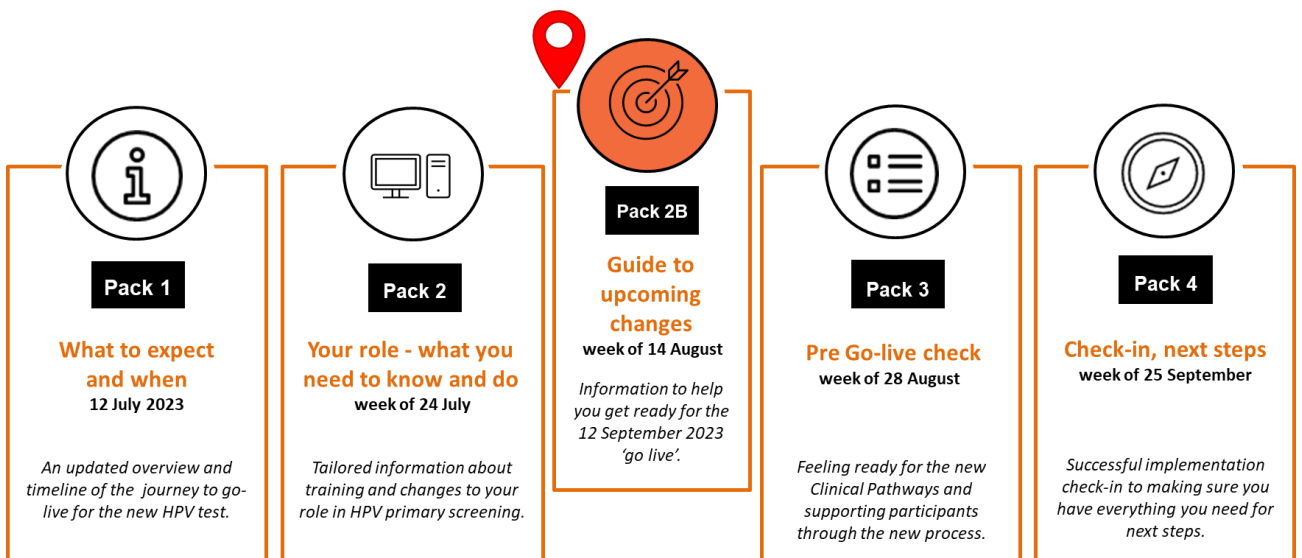 Pack 1
What to expect
and when
12 July 2023
An updated overview and
timeline of the journey to go-
live for the new HPV test.
Pack 2
Your role - what you
need to know and do
week of 24 July
Tailored information about
training and changes to your
role in HPV primary screening.
Pack 2B
Guide to
upcoming
changes
week of 14 August
Information to help
you get ready for the
12 September 2023
‘go live’.
Pack 3
Pre Go-live check
week of 28 August
Feeling ready for the new
Clinical Pathways and
supporting participants
through the new process.
Pack 4
Check-in, next steps
week of 25 September
Successful implementation
check-in to making sure you
have everything you need for
next steps.